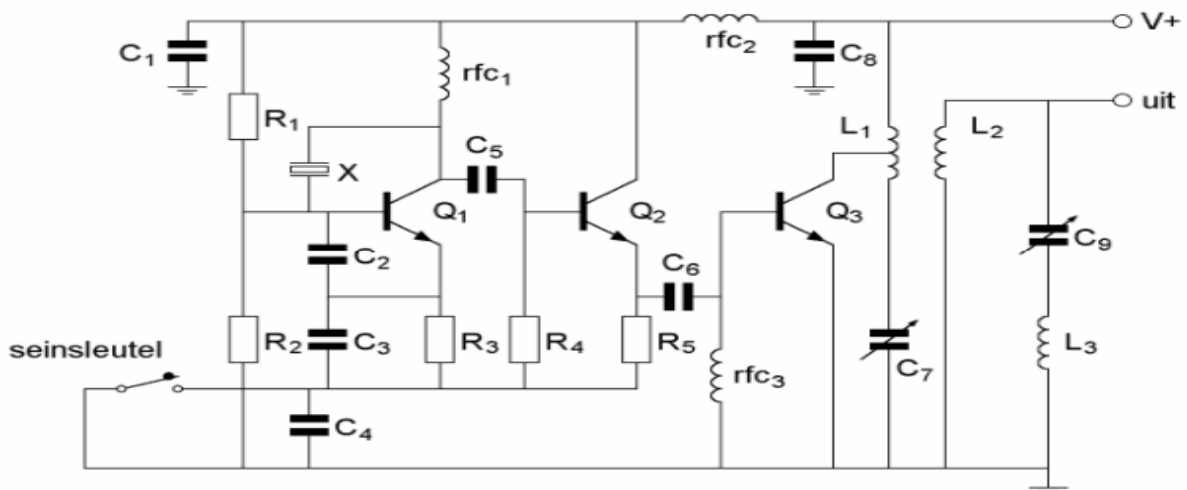 V+
C1
rfc2
C8
rfc1
uit
R1
L1
L2
C5
X
Q1
Q2
Q3
C9
C2
C6
R2
C3
R3
R4
R5
L3
seinsleutel
C7
rfc3
C4